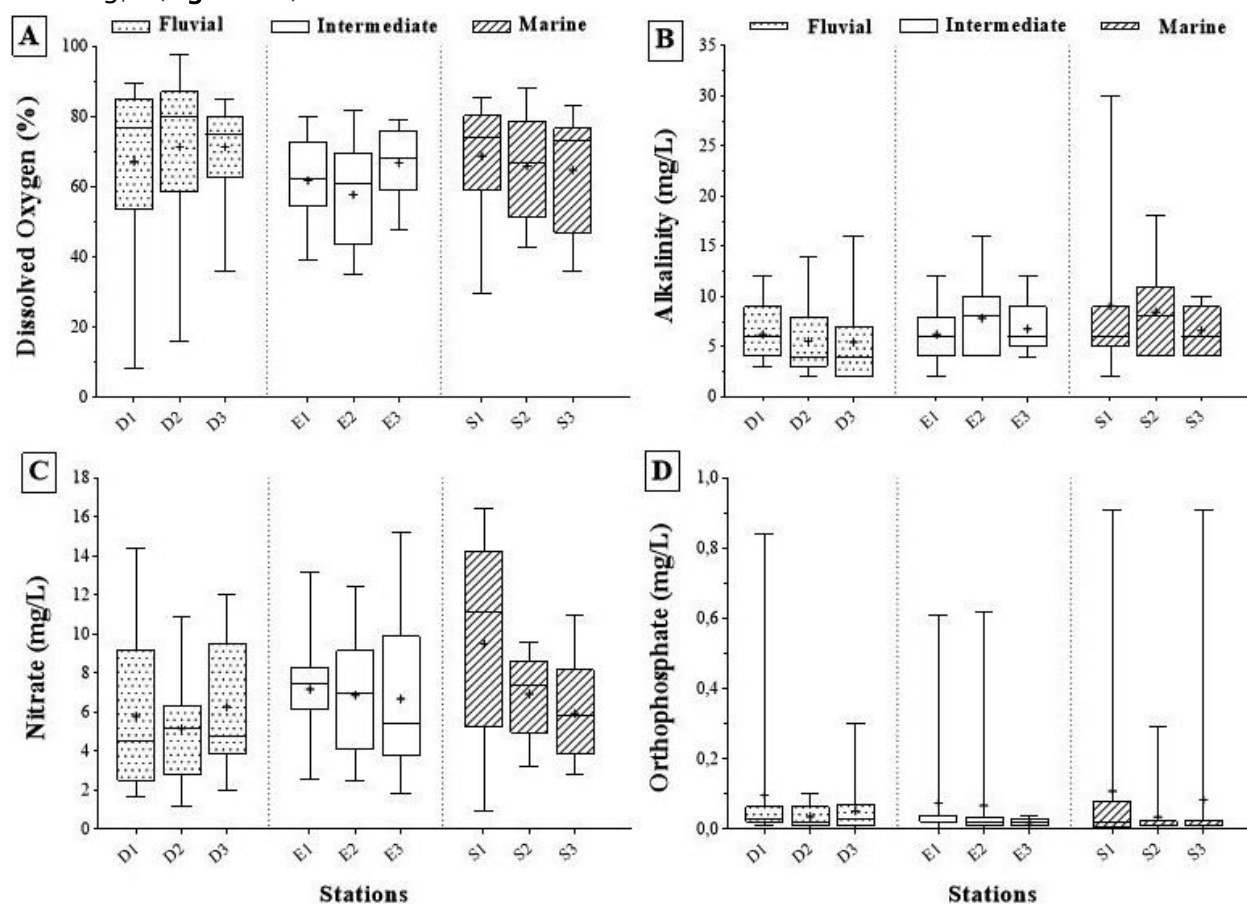 A Fluvial Intermediate Marine
Dissolved Oxygen (%)
100
80
60
40
20
0
D1 D2 D3 E1 E2 E3 S1 S2 S3
B Fluvial Intermediate Marine
Alkalinity (mg/L)
35
30
25
20
15
10
5
0
D1 D2 D3 E1 E2 E3 S1 S2 S3
C
Nitrate (mg/L)
18
16
14
12
10
8
6
4
2
0
D1 D2 D3 E1 E2 E3 S1 S2 S3
Stations
D
Orthophosphate (mg/L)
1,0
0,8
0,6
0,4
0,2
0,0
D1 D2 D3 E1 E2 E3 S1 S2 S3
Stations